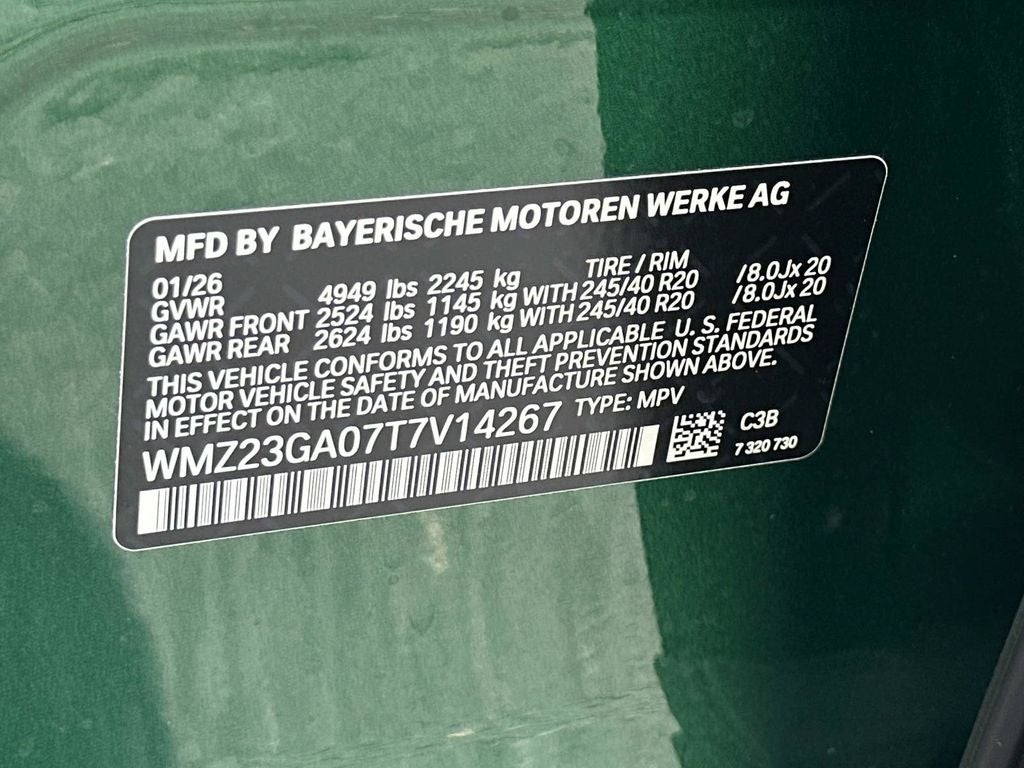 MFD BY BAYERISCHE MOTOREN WERKE AG
01/26 TIRE / RIM
GVWR 4949 lbs 2245 kg
GAWR FRONT 2524 lbs 1145 kg WITH 245/40 R20 /8.0Jx 20
GAWR REAR 2624 lbs 1190 kg WITH 245/40 R20 /8.0Jx 20
THIS VEHICLE CONFORMS TO ALL APPLICABLE U. S. FEDERAL
MOTOR VEHICLE SAFETY AND THEFT PREVENTION STANDARDS
IN EFFECT ON THE DATE OF MANUFACTURE SHOWN ABOVE.
WMZ23GA07T7V14267 TYPE: MPV
C3B
7 320 730